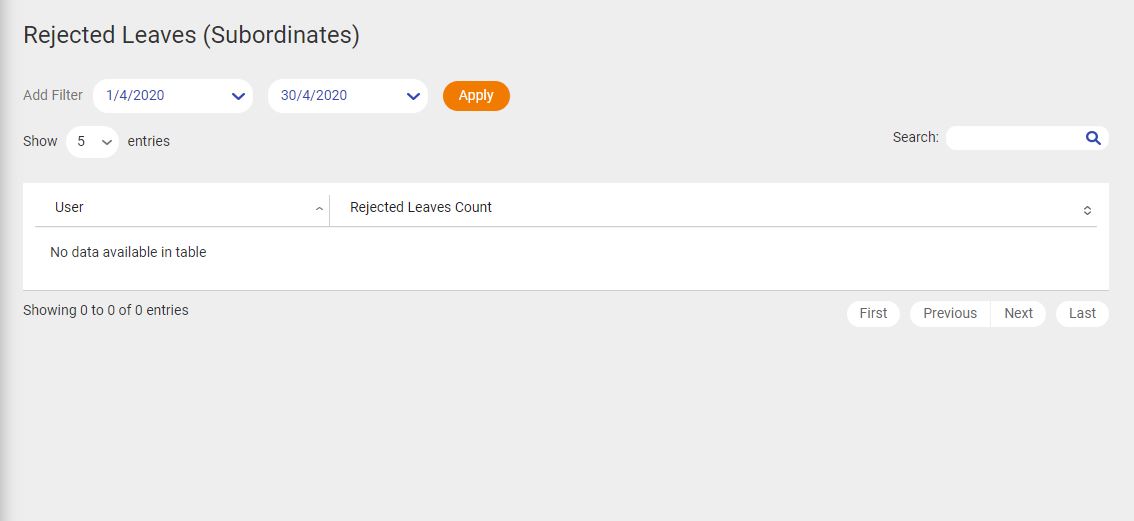 Rejected Leaves (Subordinates)
Add Filter 1/4/2020 30/4/2020 Apply
Show 5 entries Search:
User Rejected Leaves Count
No data available in table
Showing 0 to 0 of 0 entries First Previous Next Last